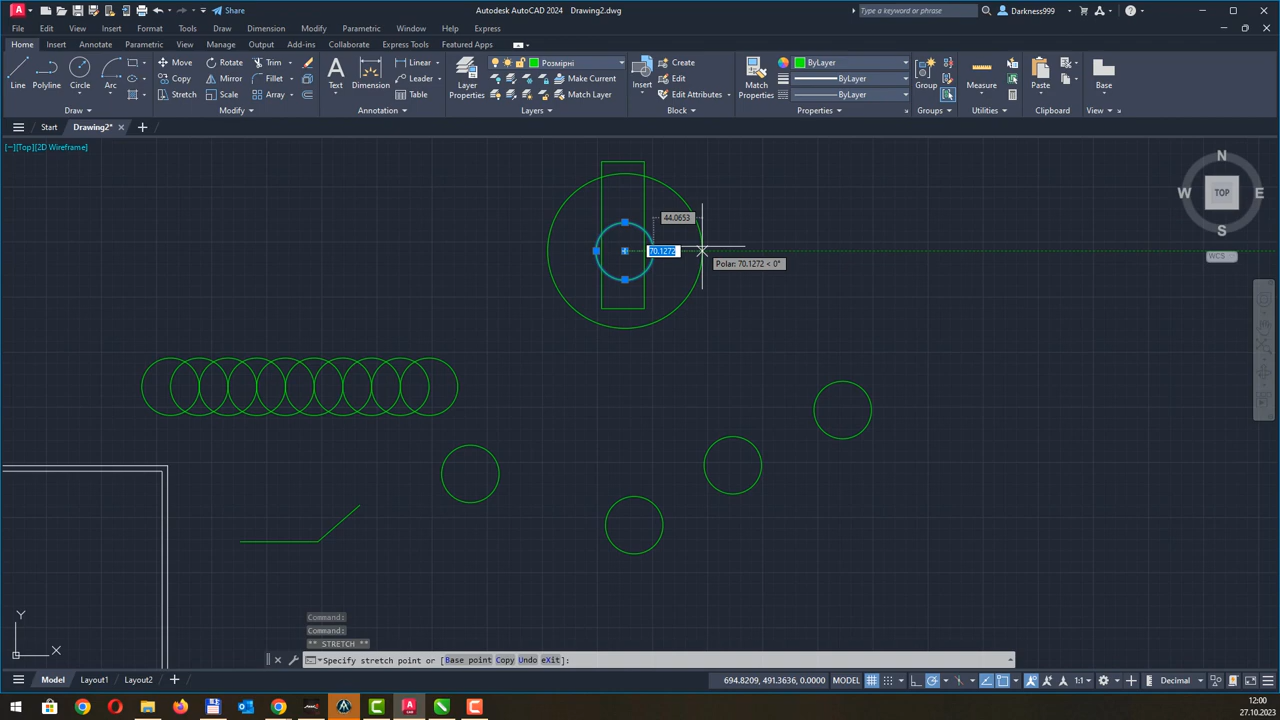 Autodesk AutoCAD 2024 Drawing2.dwg
Share
Type a keyword or phrase
Darkness999
File Edit View Insert Format Tools Draw Dimension Modify Parametric Window Help Express
Home Insert Annotate Parametric View Manage Output Add-ins Collaborate Express Tools Featured Apps
Line Polyline Circle Arc
Move Rotate Trim
Copy Mirror Fillet
Stretch Scale Array
Text Dimension
Linear
Leader
Table
Layer Properties
Розмірні
Make Current
Match Layer
Insert
Create
Edit
Edit Attributes
Match Properties
ByLayer
ByLayer
ByLayer
Group
Measure
Paste
Base
Draw Modify Annotation Layers Block Properties Groups Utilities Clipboard View
Start Drawing2*
[−][Top][2D Wireframe]
N
W TOP E
S
WCS
44.0653
70.1272
Polar: 70.1272 < 0°
Y
X
Command:
Command:
** STRETCH **
Specify stretch point or [Base point Copy Undo eXit]:
Model Layout1 Layout2
694.8209, 491.3636, 0.0000 MODEL
1:1
Decimal
12:00
27.10.2023